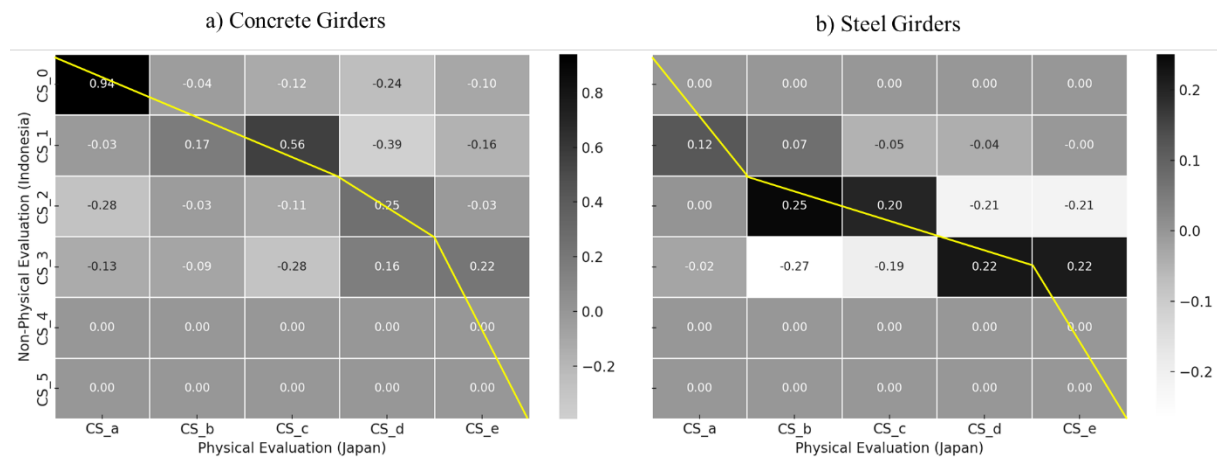 a) Concrete Girders
b) Steel Girders
Non-Physical Evaluation (Indonesia)
CS_0 0.94 -0.04 -0.12 -0.24 -0.10
CS_1 -0.03 0.17 0.56 -0.39 -0.16
CS_2 -0.28 -0.03 -0.11 0.25 -0.03
CS_3 -0.13 -0.09 -0.28 0.16 0.22
CS_4 0.00 0.00 0.00 0.00 0.00
CS_5 0.00 0.00 0.00 0.00 0.00
CS_a CS_b CS_c CS_d CS_e
Physical Evaluation (Japan)
0.8
0.6
0.4
0.2
0.0
−0.2
0.00 0.00 0.00 0.00 0.00
0.12 0.07 -0.05 -0.04 -0.00
0.00 0.25 0.20 -0.21 -0.21
-0.02 -0.27 -0.19 0.22 0.22
0.00 0.00 0.00 0.00 0.00
0.00 0.00 0.00 0.00 0.00
CS_a CS_b CS_c CS_d CS_e
Physical Evaluation (Japan)
0.2
0.1
0.0
−0.1
−0.2